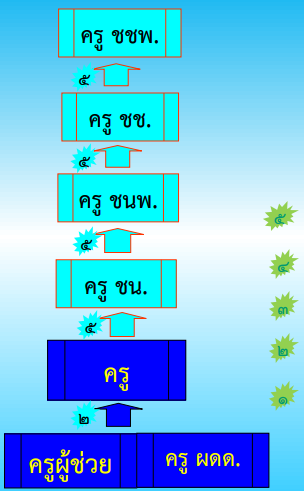 ครู ชชพ.
๕
ครู ชช.
๕
ครู ชนพ.
๕
ครู ชน.
๕
ครู
๒
ครูผู้ช่วย
ครู ผดด.
๕
๔
๓
๒
๑